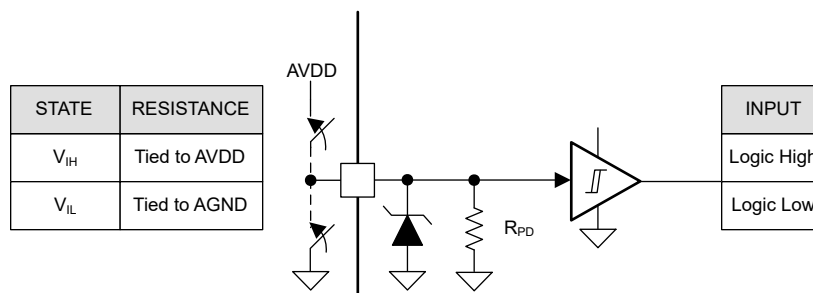 AVDD
STATE RESISTANCE
V_IH Tied to AVDD
V_IL Tied to AGND
R_PD
INPUT
Logic High
Logic Low